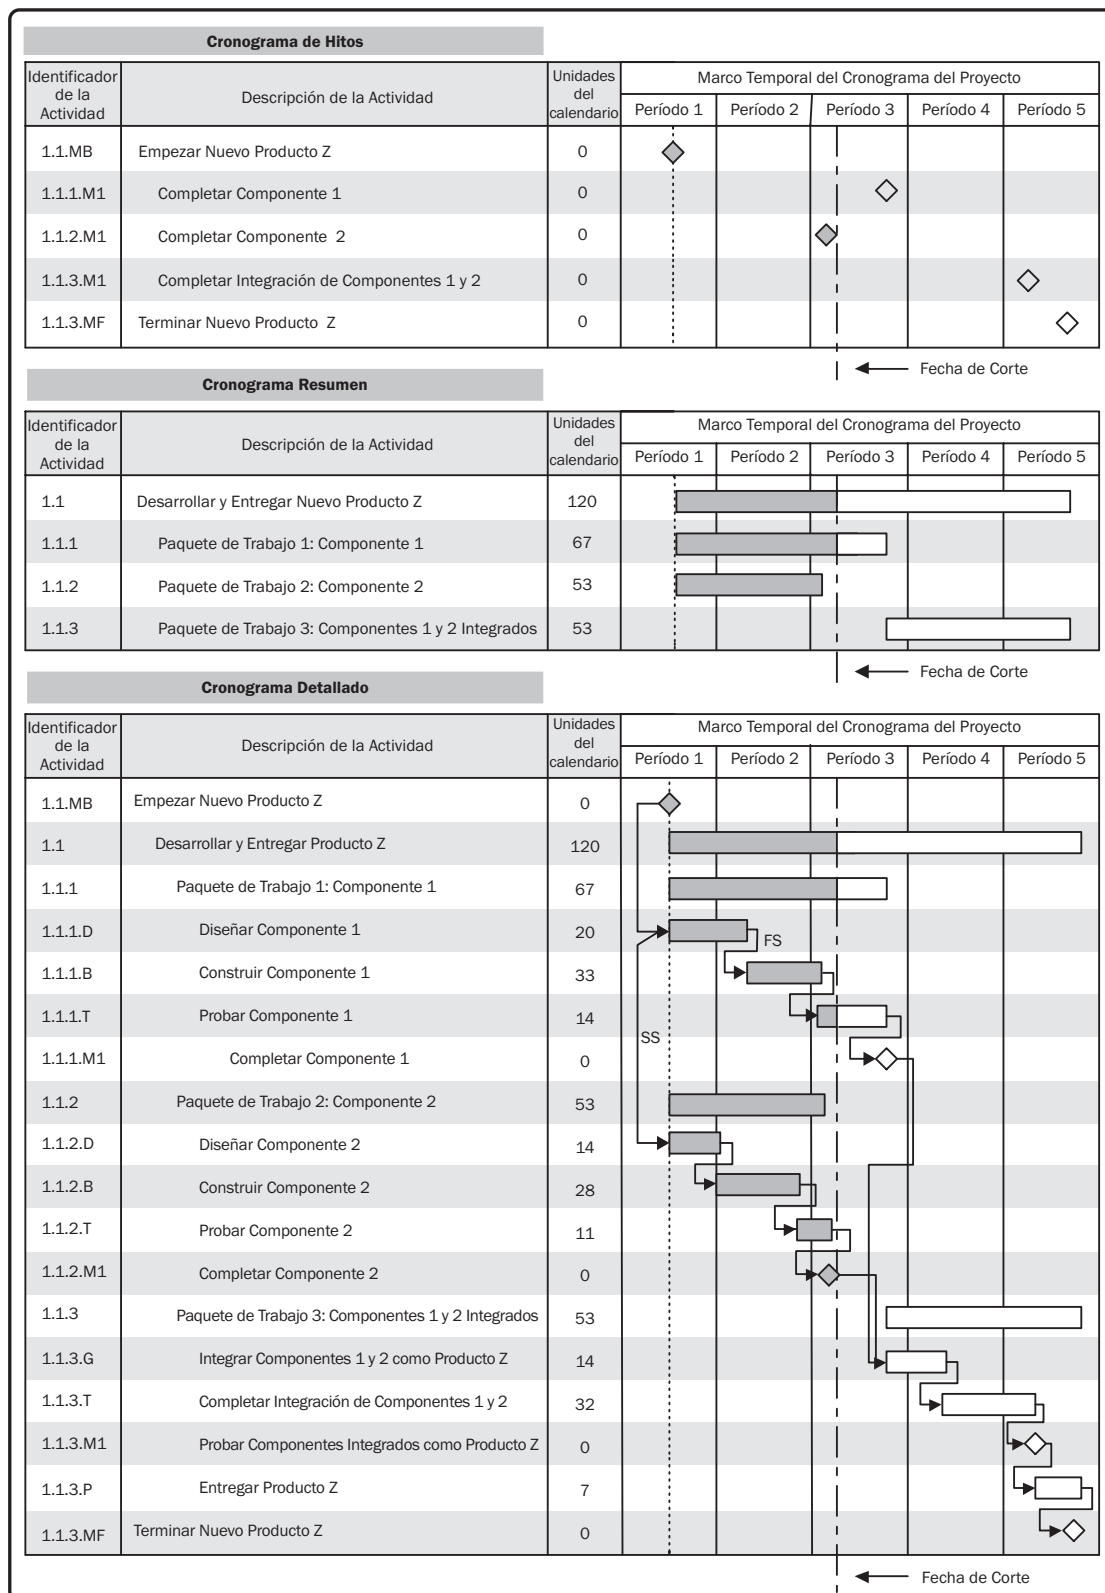 Cronograma de Hitos
Identificador de la Actividad
Descripción de la Actividad
Unidades del calendario
Marco Temporal del Cronograma del Proyecto
Período 1 Período 2 Período 3 Período 4 Período 5
1.1.MB Empezar Nuevo Producto Z 0
1.1.1.M1 Completar Componente 1 0
1.1.2.M1 Completar Componente 2 0
1.1.3.M1 Completar Integración de Componentes 1 y 2 0
1.1.3.MF Terminar Nuevo Producto Z 0
Fecha de Corte
Cronograma Resumen
Identificador de la Actividad
Descripción de la Actividad
Unidades del calendario
Marco Temporal del Cronograma del Proyecto
Período 1 Período 2 Período 3 Período 4 Período 5
1.1 Desarrollar y Entregar Nuevo Producto Z 120
1.1.1 Paquete de Trabajo 1: Componente 1 67
1.1.2 Paquete de Trabajo 2: Componente 2 53
1.1.3 Paquete de Trabajo 3: Componentes 1 y 2 Integrados 53
Fecha de Corte
Cronograma Detallado
Identificador de la Actividad
Descripción de la Actividad
Unidades del calendario
Marco Temporal del Cronograma del Proyecto
Período 1 Período 2 Período 3 Período 4 Período 5
1.1.MB Empezar Nuevo Producto Z 0
1.1 Desarrollar y Entregar Producto Z 120
1.1.1 Paquete de Trabajo 1: Componente 1 67
1.1.1.D Diseñar Componente 1 20
FS
1.1.1.B Construir Componente 1 33
1.1.1.T Probar Componente 1 14
SS
1.1.1.M1 Completar Componente 1 0
1.1.2 Paquete de Trabajo 2: Componente 2 53
1.1.2.D Diseñar Componente 2 14
1.1.2.B Construir Componente 2 28
1.1.2.T Probar Componente 2 11
1.1.2.M1 Completar Componente 2 0
1.1.3 Paquete de Trabajo 3: Componentes 1 y 2 Integrados 53
1.1.3.G Integrar Componentes 1 y 2 como Producto Z 14
1.1.3.T Completar Integración de Componentes 1 y 2 32
1.1.3.M1 Probar Componentes Integrados como Producto Z 0
1.1.3.P Entregar Producto Z 7
1.1.3.MF Terminar Nuevo Producto Z 0
Fecha de Corte